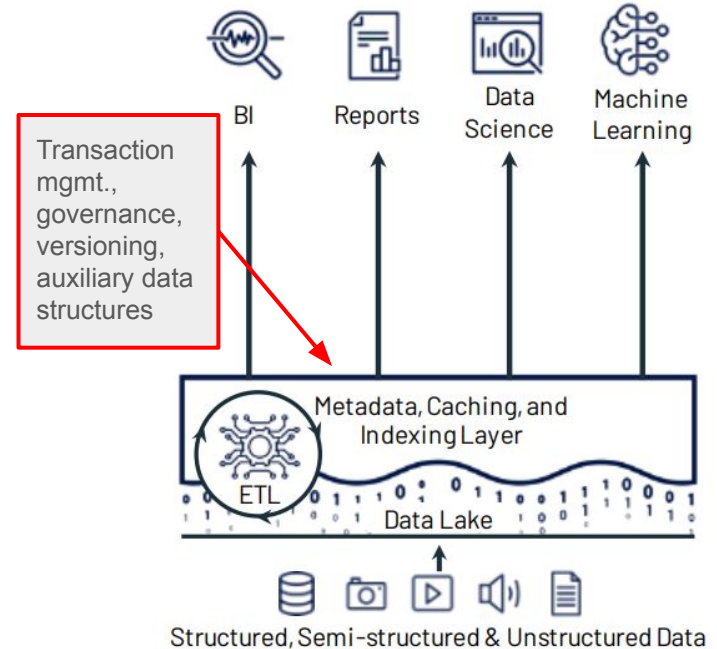 BI
Reports
Data
Science
Machine
Learning
Transaction
mgmt.,
governance,
versioning,
auxiliary data
structures
Metadata, Caching, and
Indexing Layer
ETL
Data Lake
Structured, Semi-structured & Unstructured Data